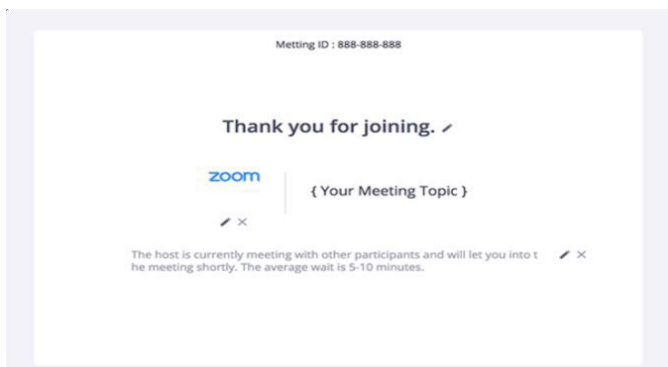 Metting ID : 888-888-888
Thank you for joining.
zoom
{ Your Meeting Topic }
The host is currently meeting with other participants and will let you into t
he meeting shortly. The average wait is 5-10 minutes.